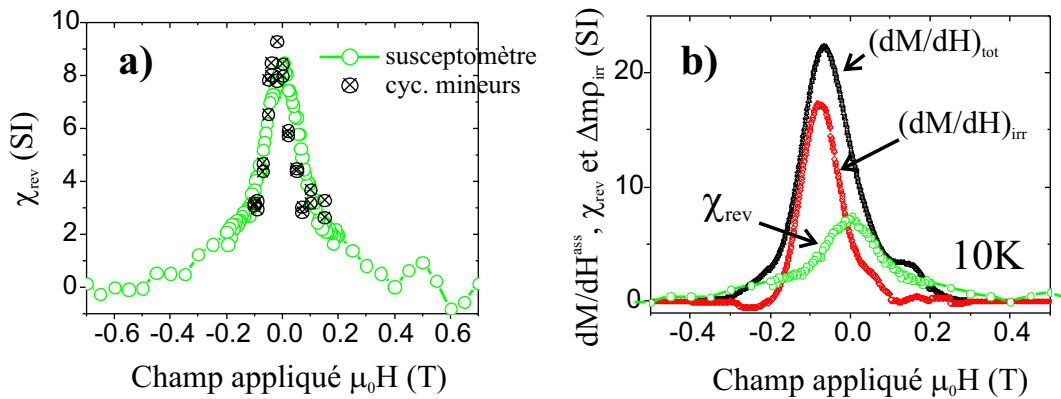 a)
susceptomètre
cyc. mineurs
χrev (SI)
10
8
6
4
2
0
-0.6 -0.4 -0.2 0.0 0.2 0.4 0.6
Champ appliqué μ0H (T)
b)
(dM/dH)tot
(dM/dH)irr
χrev
10K
dM/dH^ass, χrev et Δmρirr (SI)
20
10
0
-0.4 -0.2 0.0 0.2 0.4
Champ appliqué μ0H (T)